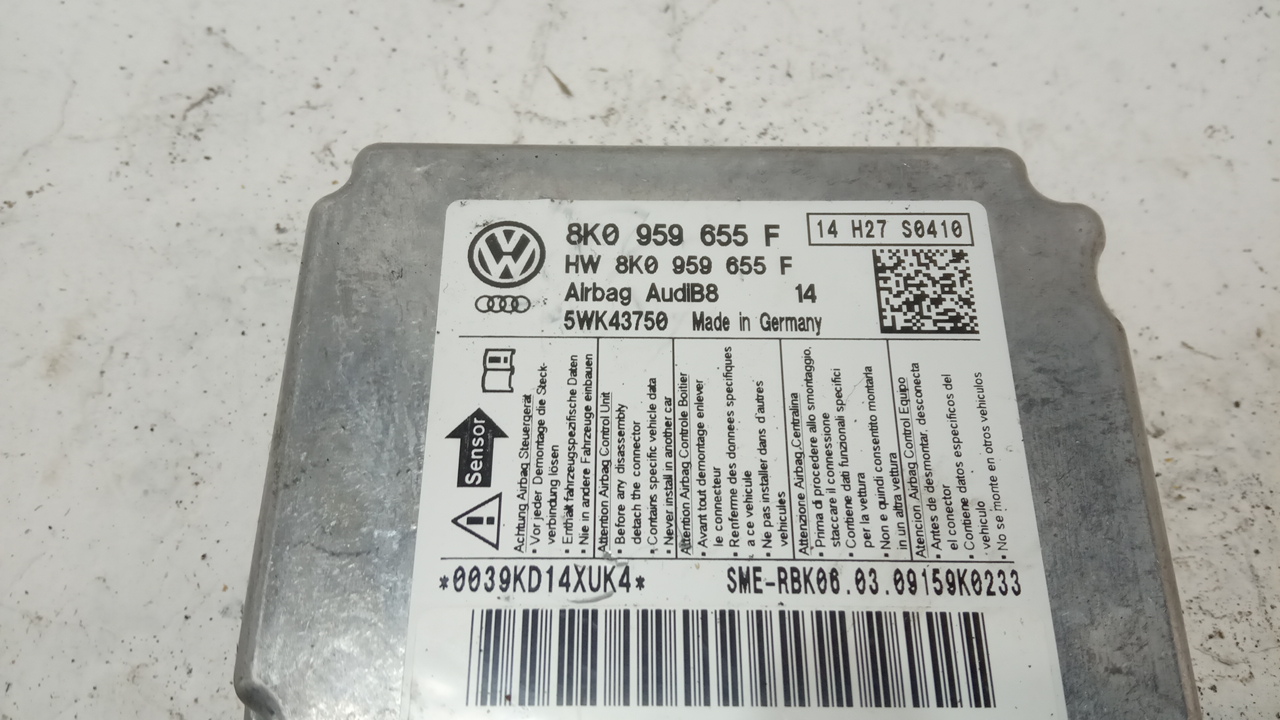 8K0 959 655 F
14 H27 S0410
HW 8K0 959 655 F
Airbag AudiB8 14
5WK43750 Made in Germany
Sensor
Achtung Airbag Steuergerät
• Vor jeder Demontage die Steck-
verbindung lösen
• Enthält fahrzeugspezifische Daten
• Nie in andere Fahrzeuge einbauen
Attention Airbag Control Unit
• Before any disassembly
detach the connector
• Contains specific vehicle data
• Never install in another car
Attention Airbag Controle Boitier
• Avant tout demontage enlever
le connecteur
• Renferme des donnees specifiques
a ce vehicule
• Ne pas installer dans d'autres
vehicules
Attenzione Airbag Centralina
• Prima di procedere allo smontaggio,
staccare il connessione
• Contiene dati funzionali specifici
per la vettura
• Non e quindi consentito montarla
in un altra vettura
Atencion Airbag Control Equipo
• Antes de desmontar, desconecta
el conector
• Contiene datos especificos del
vehiculo
• No se monte en otros vehiculos
*0039KD14XUK4* SME-RBK06.03.09159K0233